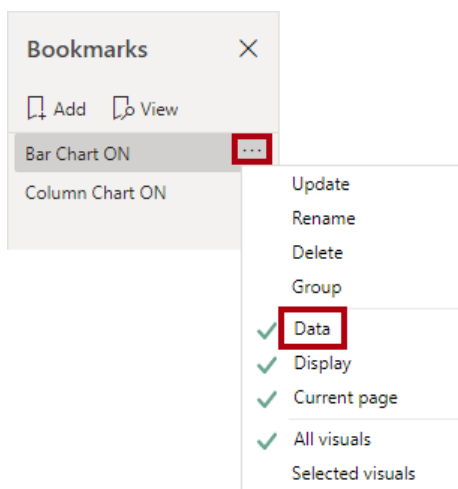 Bookmarks
Add View
Bar Chart ON ...
Column Chart ON
Update
Rename
Delete
Group
Data
Display
Current page
All visuals
Selected visuals